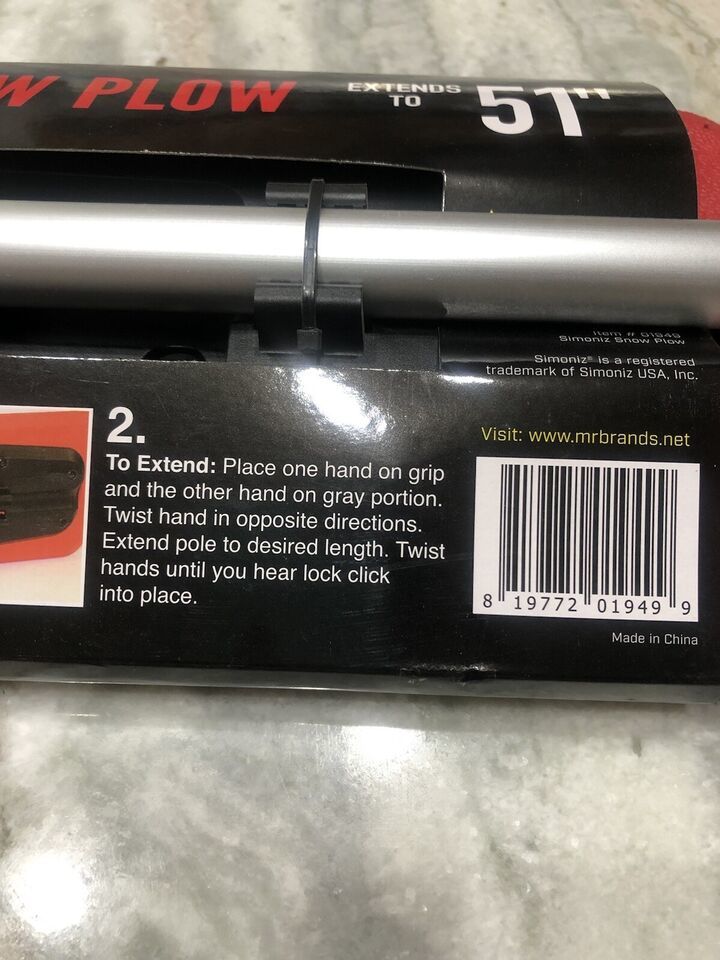 W PLOW
EXTENDS
TO
51"
Item # 01949
Simoniz Snow Plow
Simoniz® is a registered
trademark of Simoniz USA, Inc.
2.
To Extend: Place one hand on grip
and the other hand on gray portion.
Twist hand in opposite directions.
Extend pole to desired length. Twist
hands until you hear lock click
into place.
Visit: www.mrbrands.net
8 19772 01949 9
Made in China